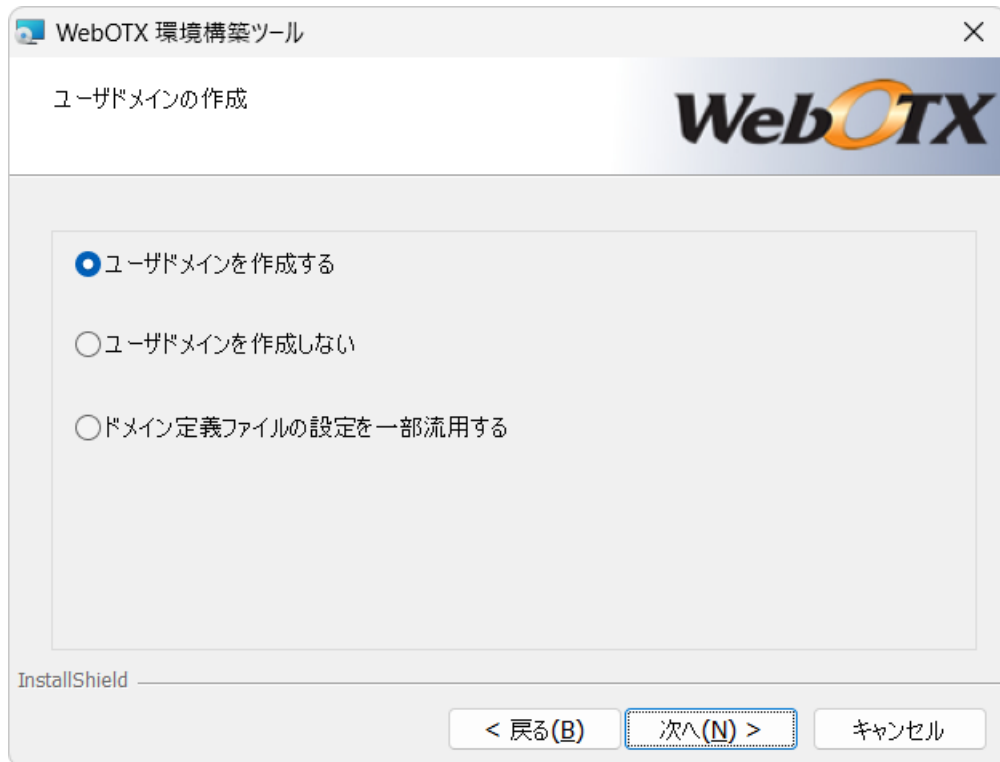 WebOTX 環境構築ツール
ユーザドメインの作成
WebOTX
ユーザドメインを作成する
ユーザドメインを作成しない
ドメイン定義ファイルの設定を一部流用する
InstallShield
< 戻る(B)
次へ(N) >
キャンセル